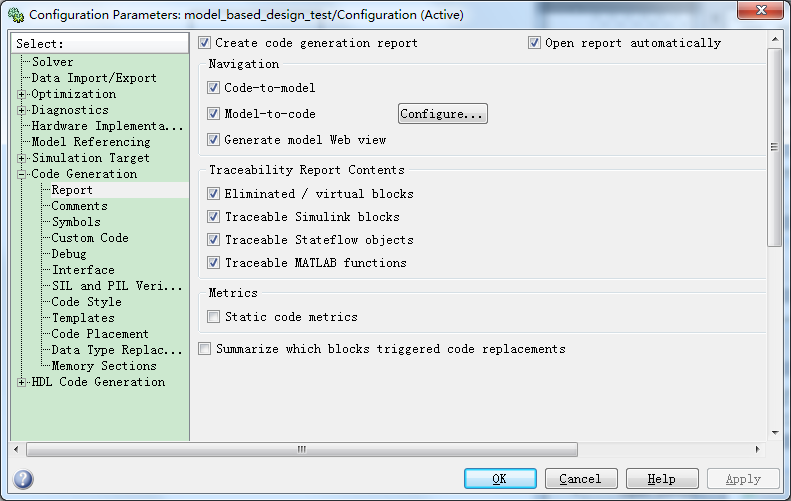 Configuration Parameters: model_based_design_test/Configuration (Active)
Select:
Solver
Data Import/Export
Optimization
Diagnostics
Hardware Implementa...
Model Referencing
Simulation Target
Code Generation
Report
Comments
Symbols
Custom Code
Debug
Interface
SIL and PIL Veri...
Code Style
Templates
Code Placement
Data Type Replac...
Memory Sections
HDL Code Generation
Create code generation report
Open report automatically
Navigation
Code-to-model
Model-to-code
Configure...
Generate model Web view
Traceability Report Contents
Eliminated / virtual blocks
Traceable Simulink blocks
Traceable Stateflow objects
Traceable MATLAB functions
Metrics
Static code metrics
Summarize which blocks triggered code replacements
OK
Cancel
Help
Apply